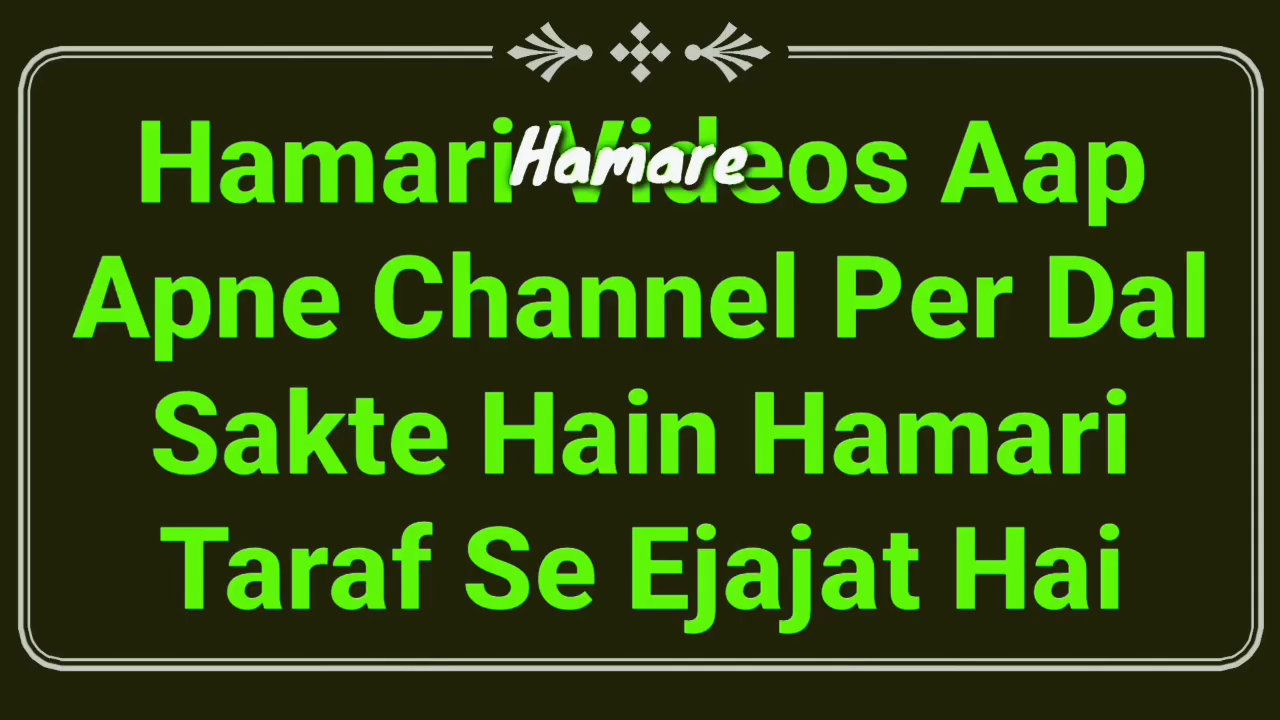 Hamari Videos Aap
Hamare
Apne Channel Per Dal
Sakte Hain Hamari
Taraf Se Ejajat Hai